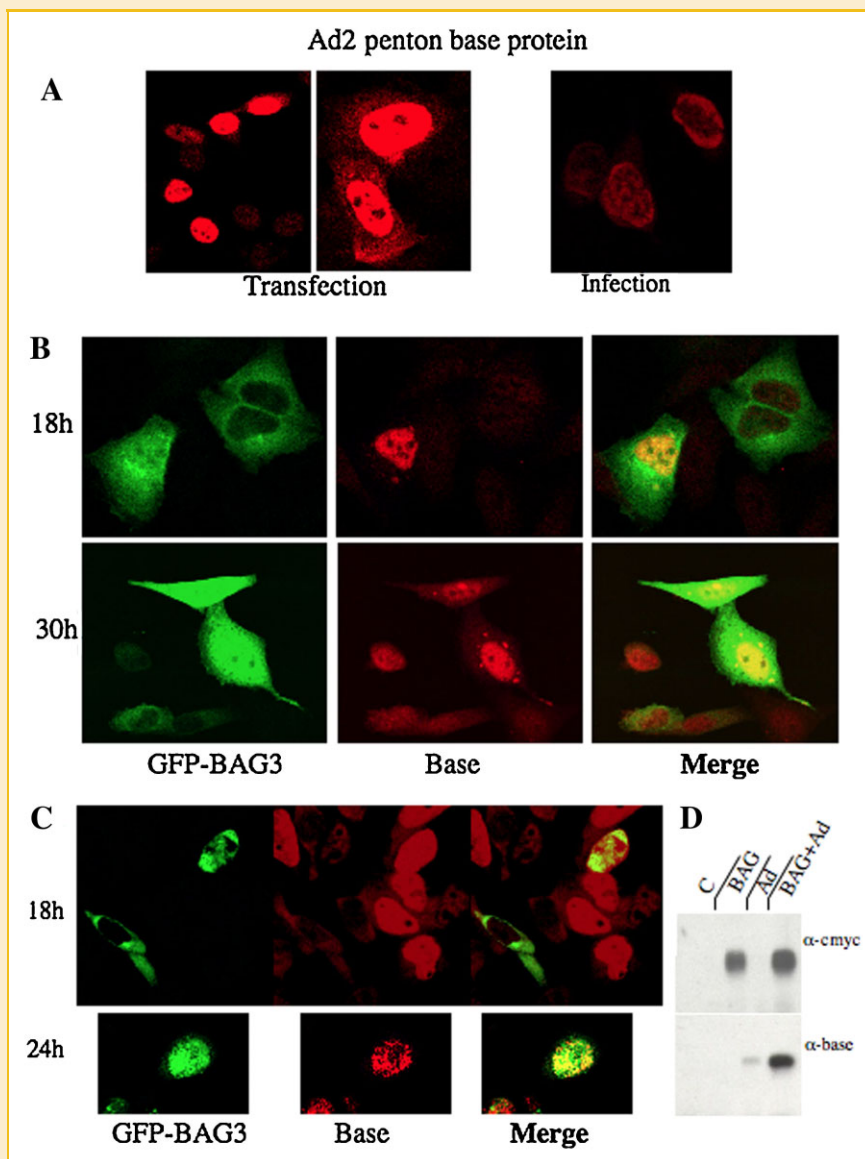 Ad2 penton base protein
A
Transfection
Infection
B
18h
30h
GFP-BAG3
Base
Merge
C
D
18h
24h
GFP-BAG3
Base
Merge
C
BAG
Ad
BAG+Ad
α-cmyc
α-base